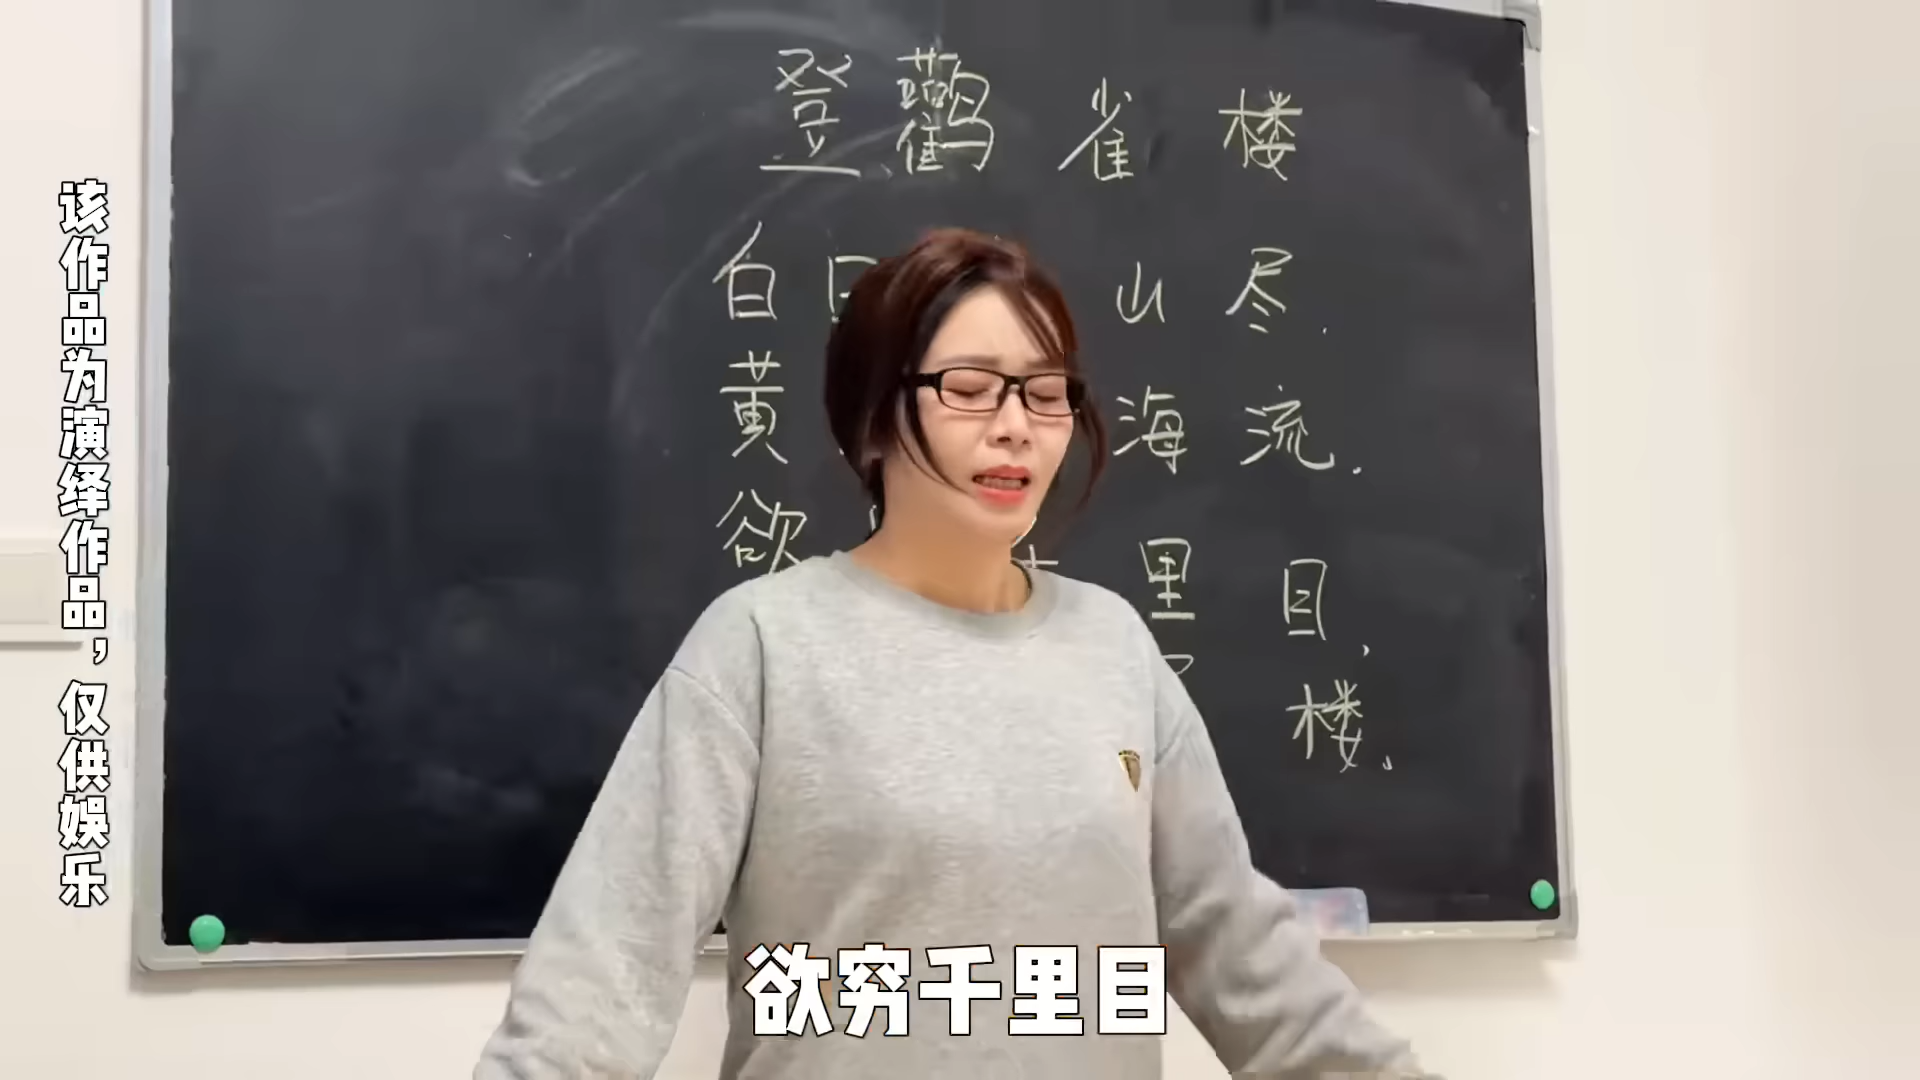 该作品为演绎作品，仅供娱乐
登鹳雀楼
白日 山尽.
黄 海流.
欲 里目,
楼.
欲穷千里目